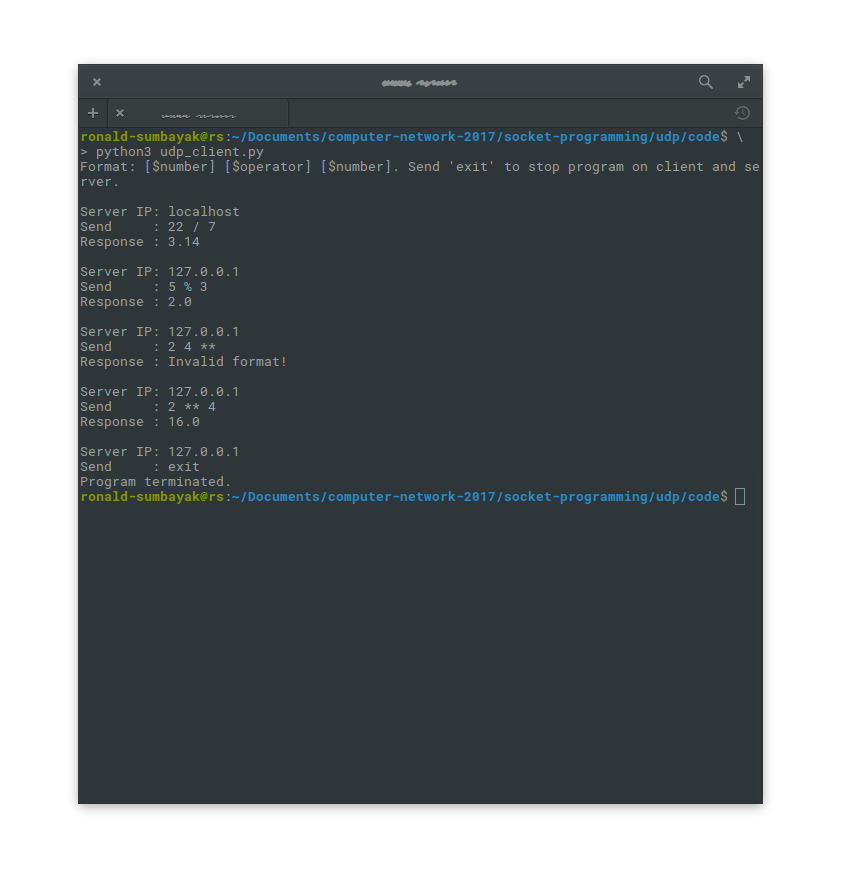 ronald-sumbayak@rs:~/Documents/computer-network-2017/socket-programming/udp/code$ \
> python3 udp_client.py
Format: [$number] [$operator] [$number]. Send 'exit' to stop program on client and se
rver.
Server IP: localhost
Send     : 22 / 7
Response : 3.14
Server IP: 127.0.0.1
Send     : 5 % 3
Response : 2.0
Server IP: 127.0.0.1
Send     : 2 4 **
Response : Invalid format!
Server IP: 127.0.0.1
Send     : 2 ** 4
Response : 16.0
Server IP: 127.0.0.1
Send     : exit
Program terminated.
ronald-sumbayak@rs:~/Documents/computer-network-2017/socket-programming/udp/code$